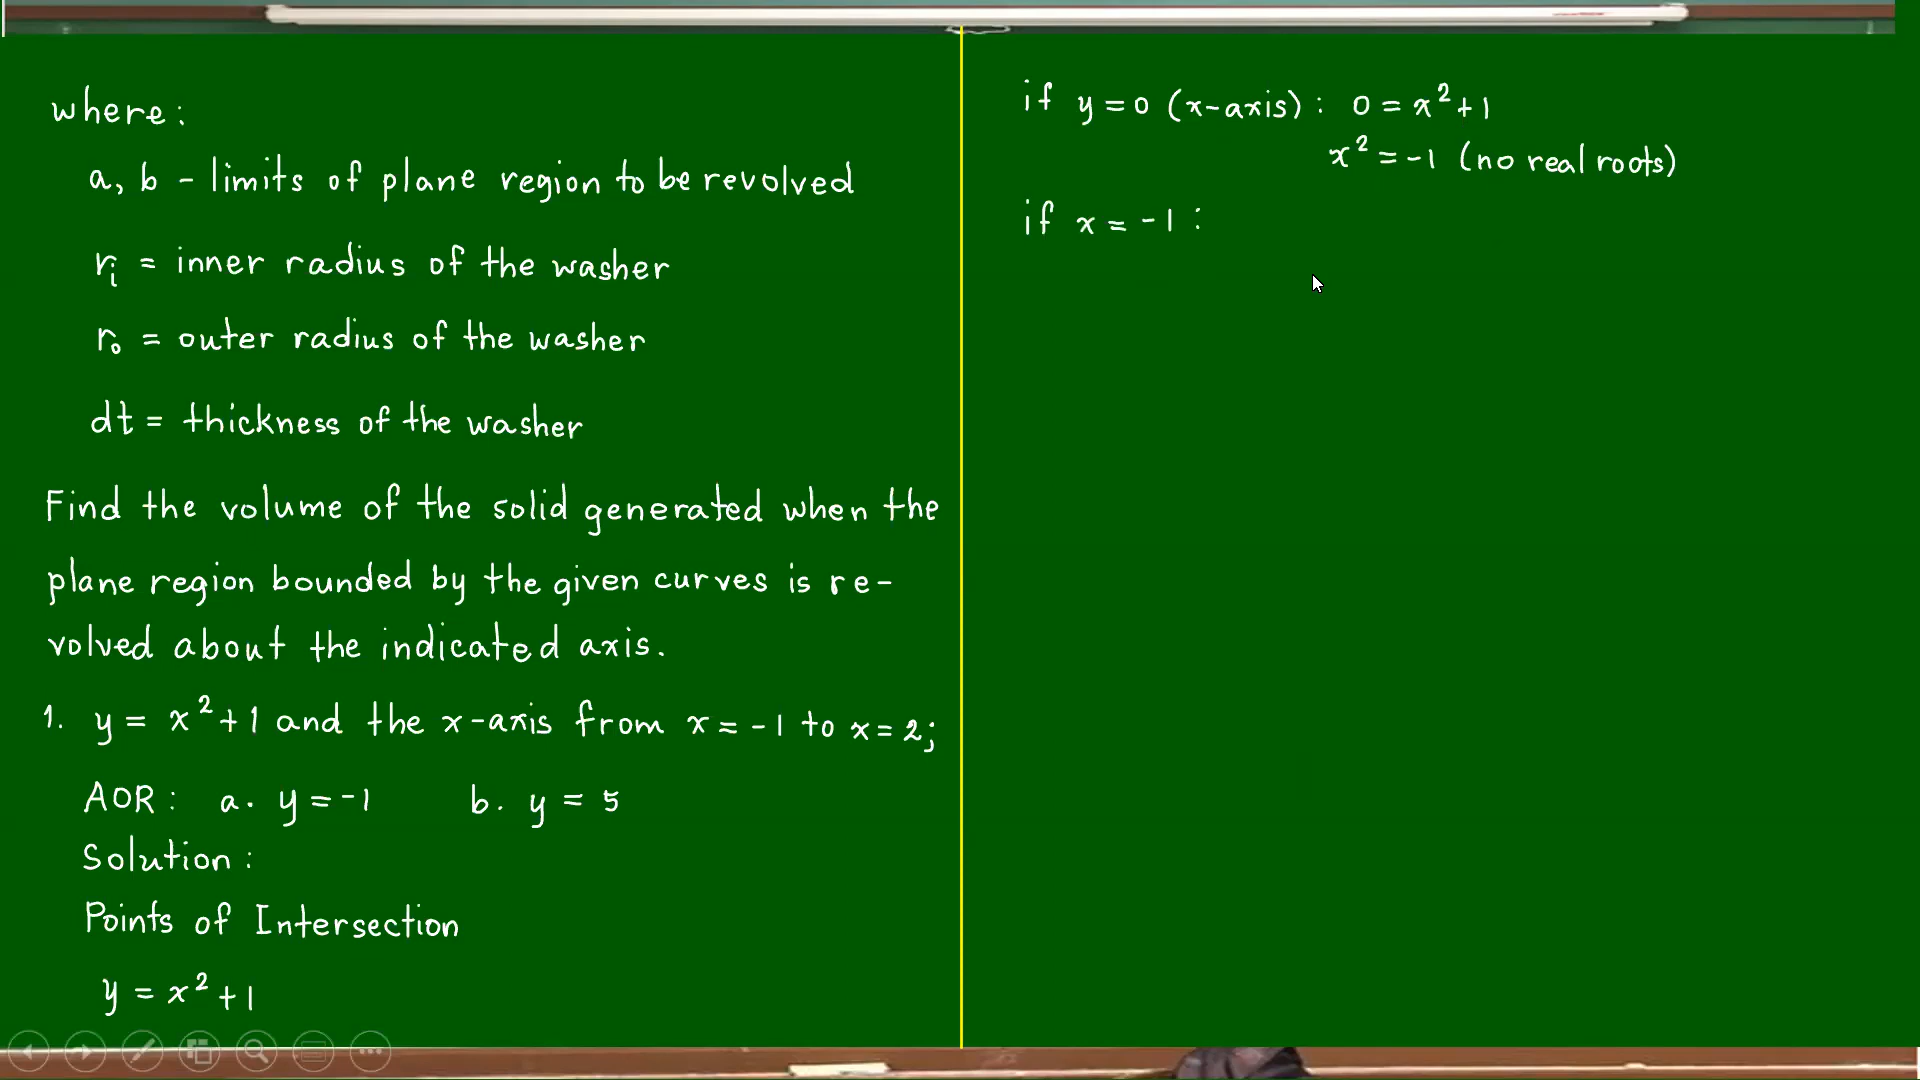 where:
a, b - limits of plane region to be revolved
rᵢ = inner radius of the washer
rₒ = outer radius of the washer
dt = thickness of the washer
Find the volume of the solid generated when the
plane region bounded by the given curves is re-
volved about the indicated axis.
1. y = x² + 1 and the x-axis from x = -1 to x = 2;
AOR: a. y = -1 b. y = 5
Solution:
Points of Intersection
y = x² + 1
if y = 0 (x-axis): 0 = x² + 1
x² = -1 (no real roots)
if x = -1: